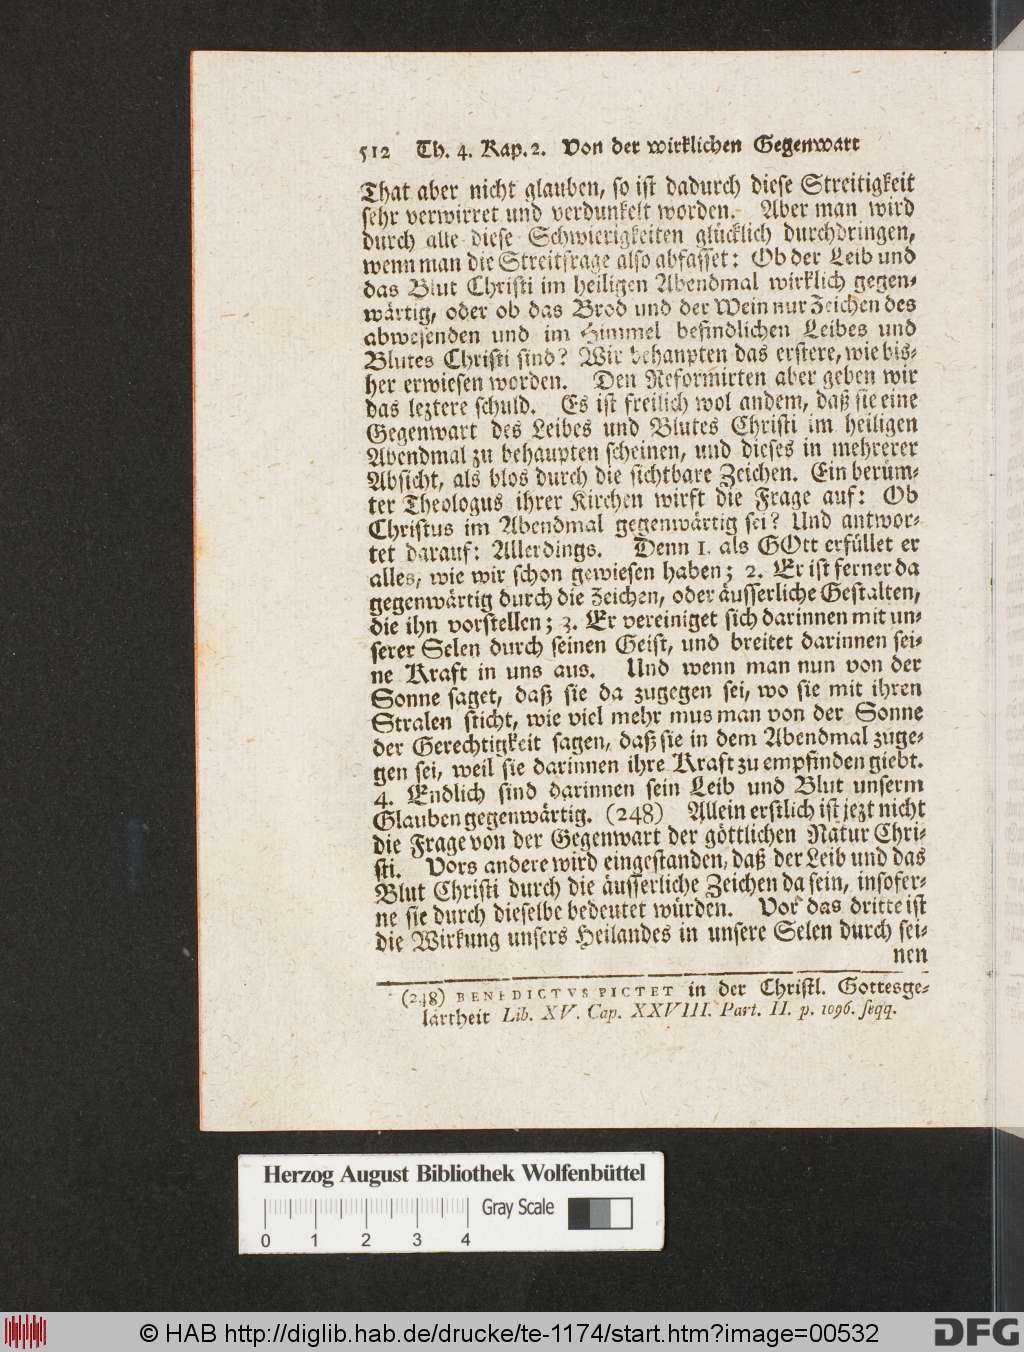 512 Th. 4. Kap. 2. Von der wirklichen Gegenwart
That aber nicht glauben, so ist dadurch diese Streitigkeit
sehr verwirret und verdunkelt worden. Aber man wird
durch alle diese Schwierigkeiten glücklich durchdringen,
wenn man die Streitfrage also abfasset: Ob der Leib und
das Blut Christi im heiligen Abendmal wirklich gegen-
wärtig, oder ob das Brod und der Wein nur Zeichen des
abwesenden und im Himmel befindlichen Leibes und
Blutes Christi sind? Wir behaupten das erstere, wie bis-
her erwiesen worden. Den Reformirten aber geben wir
das leztere schuld. Es ist freilich wol andem, daß sie eine
Gegenwart des Leibes und Blutes Christi im heiligen
Abendmal zu behaupten scheinen, und dieses in mehrerer
Absicht, als blos durch die sichtbare Zeichen. Ein berüm-
ter Theologus ihrer Kirchen wirft die Frage auf: Ob
Christus im Abendmal gegenwärtig sei? Und antwor-
tet darauf: Allerdings. Denn 1. als GOtt erfüllet er
alles, wie wir schon gewiesen haben; 2. Er ist ferner da
gegenwärtig durch die Zeichen, oder äusserliche Gestalten,
die ihn vorstellen; 3. Er vereiniget sich darinnen mit un-
serer Selen durch seinen Geist, und breitet darinnen sei-
ne Kraft in uns aus. Und wenn man nun von der
Sonne saget, daß sie da zugegen sei, wo sie mit ihren
Stralen sticht, wie viel mehr mus man von der Sonne
der Gerechtigkeit sagen, daß sie in dem Abendmal zuge-
gen sei, weil sie darinnen ihre Kraft zu empfinden giebt.
4. Endlich sind darinnen sein Leib und Blut unserm
Glauben gegenwärtig. (248) Allein erstlich ist jezt nicht
die Frage von der Gegenwart der göttlichen Natur Chri-
sti. Vors andere wird eingestanden, daß der Leib und das
Blut Christi durch die äusserliche Zeichen da sein, insofer-
ne sie durch dieselbe bedeutet würden. Vor das dritte ist
die Wirkung unsers Heilandes in unsere Selen durch sei-
nen
(248) BENEDICTVS PICTET in der Christl. Gottesge-
lartheit Lib. XV. Cap. XXVIII. Part. II. p. 1096. seqq.
Herzog August Bibliothek Wolfenbüttel
Gray Scale
0 1 2 3 4
© HAB http://diglib.hab.de/drucke/te-1174/start.htm?image=00532
DFG